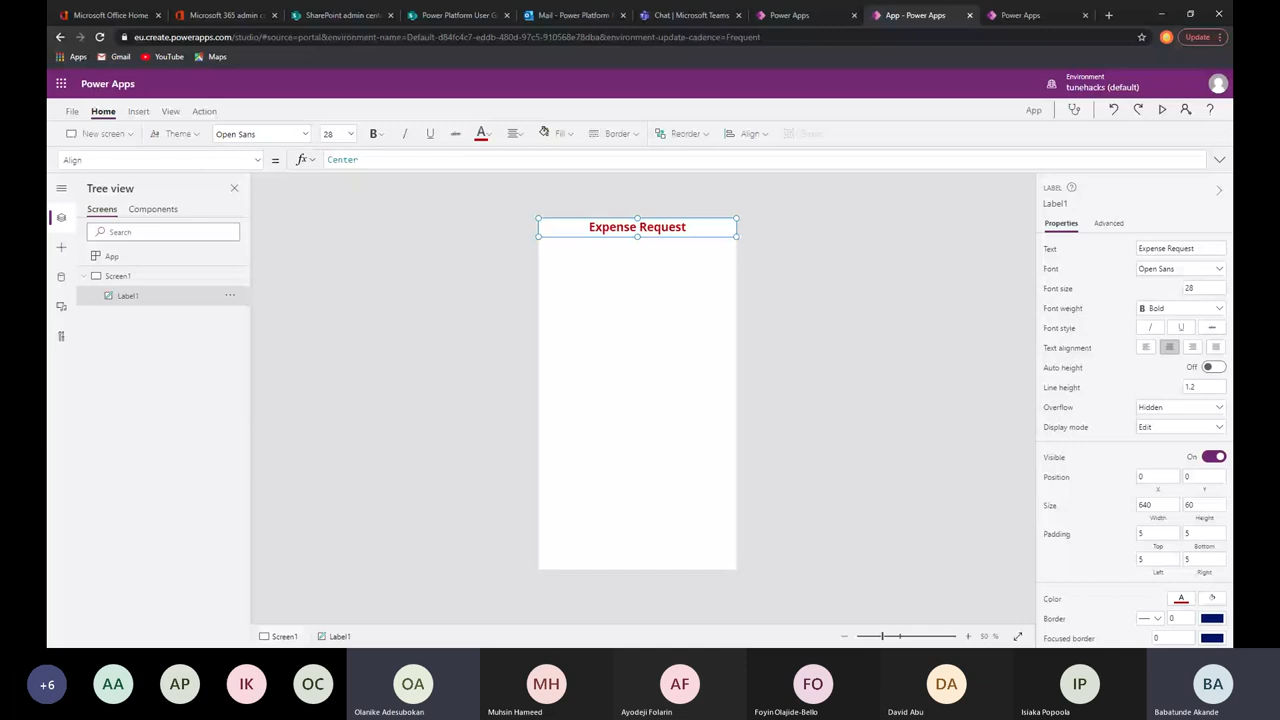 Microsoft Office Home
Microsoft 365 admin c
SharePoint admin cent
Power Platform User G
Mail - Power Platform
Chat | Microsoft Teams
Power Apps
App - Power Apps
Power Apps
eu.create.powerapps.com/studio/#source=portal&environment-name=Default-d84fc4c7-eddb-480d-97c5-910568e78dba&environment-update-cadence=Frequent
Update
Apps
Gmail
YouTube
Maps
Power Apps
Environment
tunehacks (default)
File
Home
Insert
View
Action
App
New screen
Theme
Open Sans
28
B
Fill
Border
Reorder
Align
Align
=
fx
Center
Tree view
Screens
Components
Search
App
Screen1
Label1
Expense Request
LABEL
Label1
Properties
Advanced
Text
Expense Request
Font
Open Sans
Font size
28
Font weight
B Bold
Font style
Text alignment
Auto height
Off
Line height
1.2
Overflow
Hidden
Display mode
Edit
Visible
On
Position
0
0
X
Y
Size
640
60
Width
Height
Padding
5
5
Top
Bottom
5
5
Left
Right
Color
Border
0
Focused border
0
Screen1
Label1
50 %
+6
AA
AP
IK
OC
OA
Olanike Adesubokan
MH
Muhsin Hameed
AF
Ayodeji Folarin
FO
Foyin Olajide-Bello
DA
David Abu
IP
Isiaka Popoola
BA
Babatunde Akande